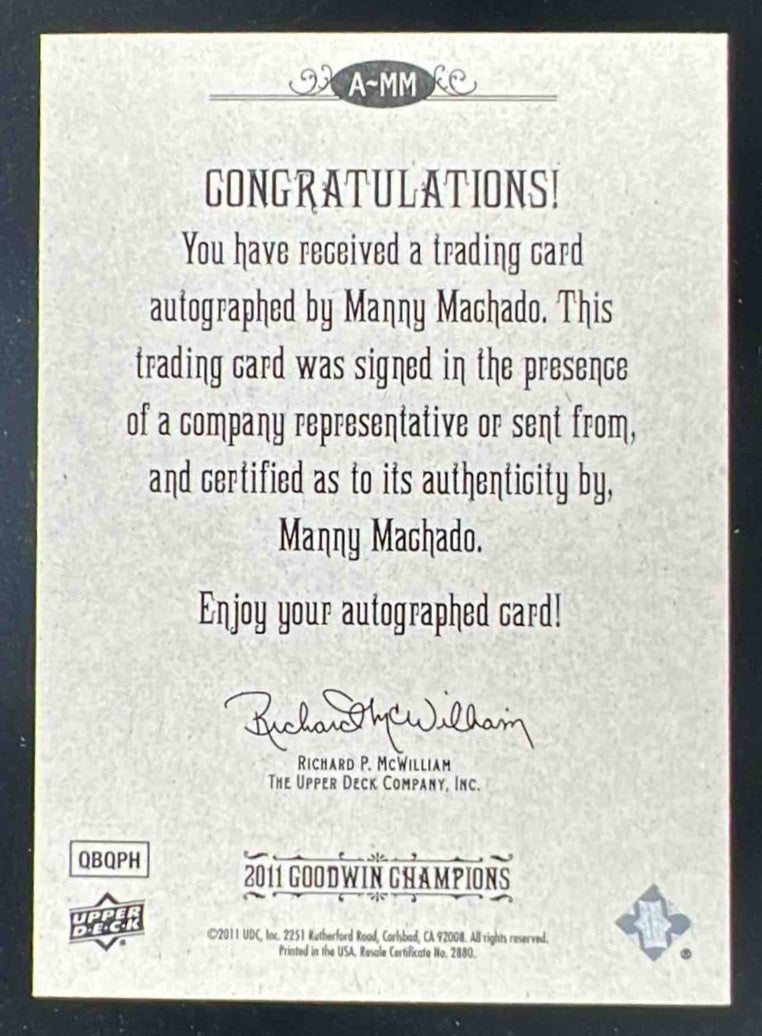 A~MM
CONGRATULATIONS!
You have received a trading card
autographed by Manny Machado. This
trading card was signed in the presence
of a company representative or sent from,
and certified as to its authenticity by,
Manny Machado.
Enjoy your autographed card!
Richard McWilliam
RICHARD P. MCWILLIAM
THE UPPER DECK COMPANY, INC.
QBQPH
2011 GOODWIN CHAMPIONS
UPPER
D·E·C·K
©2011 UDC, Inc. 2251 Rutherford Road, Carlsbad, CA 92008. All rights reserved.
Printed in the USA. Resale Certificate No. 2880.
®